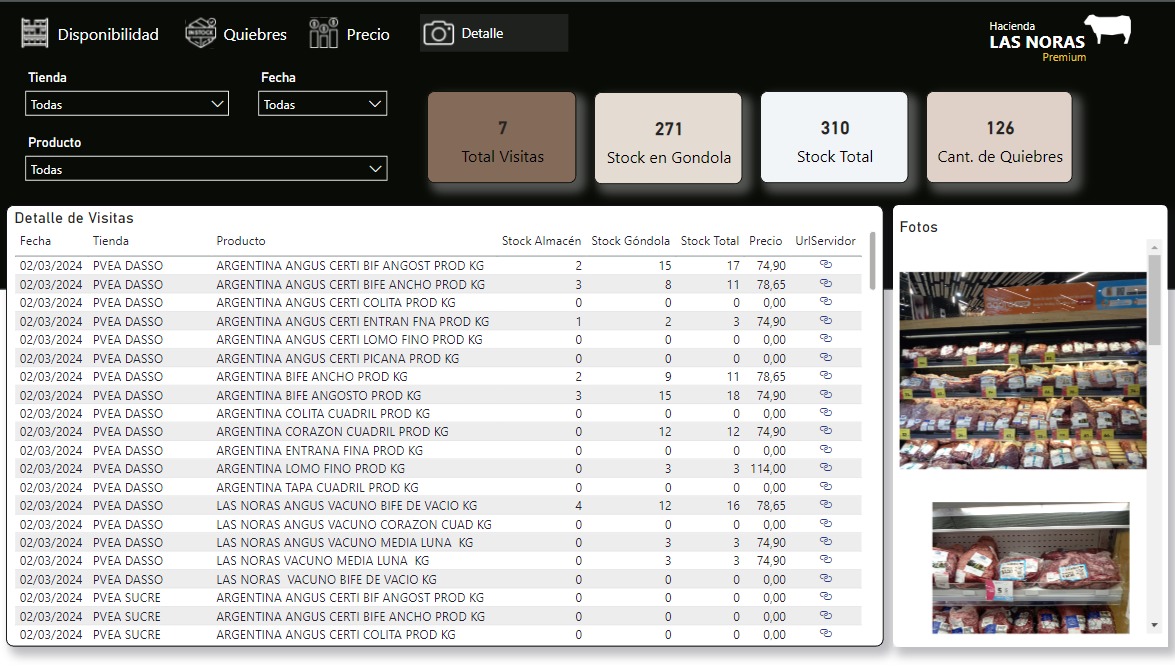 Disponibilidad Quiebres Precio Detalle
Hacienda
LAS NORAS
Premium
Tienda Fecha
Todas Todas
Producto
Todas
7 271 310 126
Total Visitas Stock en Gondola Stock Total Cant. de Quiebres
Detalle de Visitas
Fecha Tienda Producto Stock Almacén Stock Góndola Stock Total Precio UrlServidor
02/03/2024 PVEA DASSO ARGENTINA ANGUS CERTI BIF ANGOST PROD KG 2 15 17 74,90
02/03/2024 PVEA DASSO ARGENTINA ANGUS CERTI BIFE ANCHO PROD KG 3 8 11 78,65
02/03/2024 PVEA DASSO ARGENTINA ANGUS CERTI COLITA PROD KG 0 0 0 0,00
02/03/2024 PVEA DASSO ARGENTINA ANGUS CERTI ENTRAN FNA PROD KG 1 2 3 74,90
02/03/2024 PVEA DASSO ARGENTINA ANGUS CERTI LOMO FINO PROD KG 0 0 0 0,00
02/03/2024 PVEA DASSO ARGENTINA ANGUS CERTI PICANA PROD KG 0 0 0 0,00
02/03/2024 PVEA DASSO ARGENTINA BIFE ANCHO PROD KG 2 9 11 78,65
02/03/2024 PVEA DASSO ARGENTINA BIFE ANGOSTO PROD KG 3 15 18 74,90
02/03/2024 PVEA DASSO ARGENTINA COLITA CUADRIL PROD KG 0 0 0 0,00
02/03/2024 PVEA DASSO ARGENTINA CORAZON CUADRIL PROD KG 0 12 12 74,90
02/03/2024 PVEA DASSO ARGENTINA ENTRANA FINA PROD KG 0 0 0 0,00
02/03/2024 PVEA DASSO ARGENTINA LOMO FINO PROD KG 0 3 3 114,00
02/03/2024 PVEA DASSO ARGENTINA TAPA CUADRIL PROD KG 0 0 0 0,00
02/03/2024 PVEA DASSO LAS NORAS ANGUS VACUNO BIFE DE VACIO KG 4 12 16 78,65
02/03/2024 PVEA DASSO LAS NORAS ANGUS VACUNO CORAZON CUAD KG 0 0 0 0,00
02/03/2024 PVEA DASSO LAS NORAS ANGUS VACUNO MEDIA LUNA KG 0 3 3 74,90
02/03/2024 PVEA DASSO LAS NORAS VACUNO MEDIA LUNA KG 0 3 3 74,90
02/03/2024 PVEA DASSO LAS NORAS VACUNO BIFE DE VACIO KG 0 0 0 0,00
02/03/2024 PVEA SUCRE ARGENTINA ANGUS CERTI BIF ANGOST PROD KG 0 0 0 0,00
02/03/2024 PVEA SUCRE ARGENTINA ANGUS CERTI BIFE ANCHO PROD KG 0 0 0 0,00
02/03/2024 PVEA SUCRE ARGENTINA ANGUS CERTI COLITA PROD KG 0 0 0 0,00
Fotos